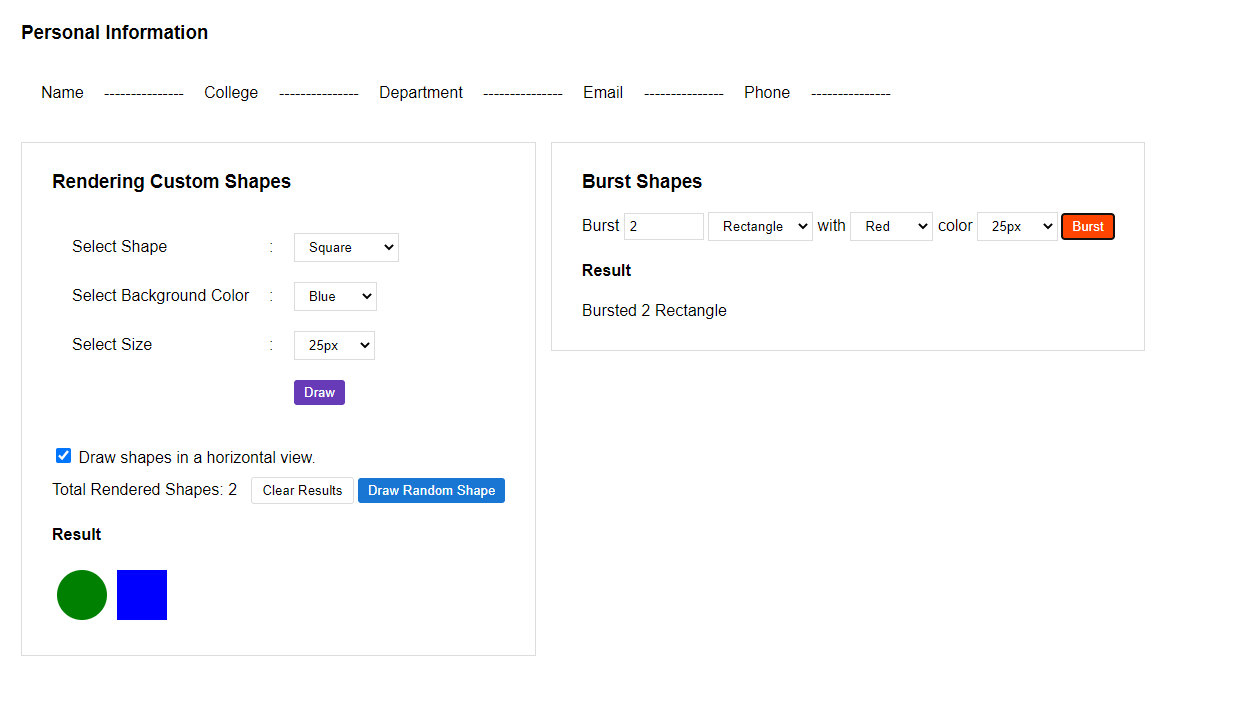 Personal Information
Name --------------- College --------------- Department --------------- Email --------------- Phone ---------------
Rendering Custom Shapes
Select Shape : Square
Select Background Color : Blue
Select Size : 25px
Draw
Draw shapes in a horizontal view.
Total Rendered Shapes: 2 Clear Results Draw Random Shape
Result
Burst Shapes
Burst 2 Rectangle with Red color 25px Burst
Result
Bursted 2 Rectangle